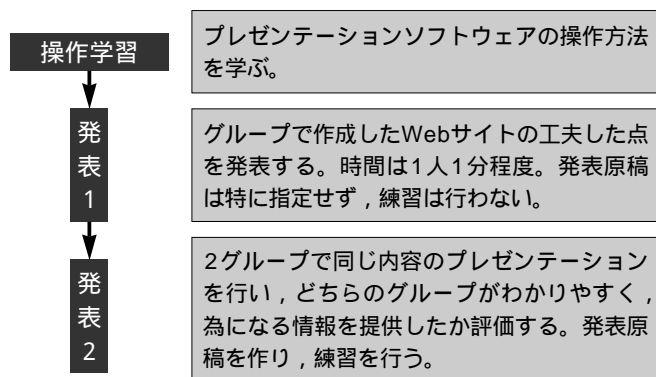 操作学習
プレゼンテーションソフトウェアの操作方法
を学ぶ。
発
表
1
グループで作成したWebサイトの工夫した点
を発表する。時間は1人1分程度。発表原稿
は特に指定せず，練習は行わない。
発
表
2
2グループで同じ内容のプレゼンテーション
を行い，どちらのグループがわかりやすく，
為になる情報を提供したか評価する。発表原
稿を作り，練習を行う。